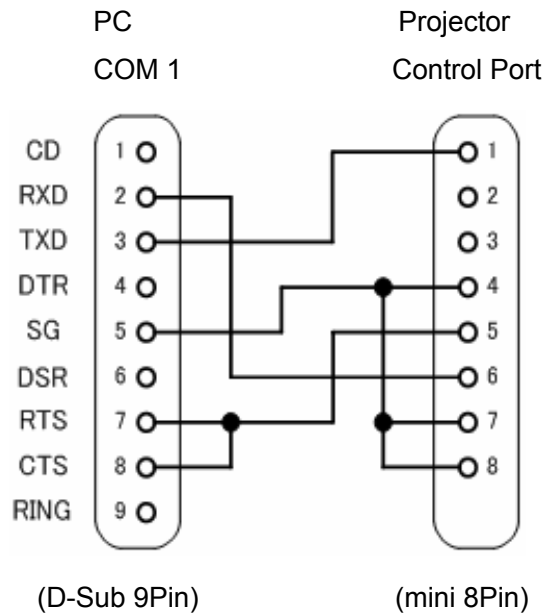 PC Projector
COM 1 Control Port
CD 1 1
RXD 2 2
TXD 3 3
DTR 4 4
SG 5 5
DSR 6 6
RTS 7 7
CTS 8 8
RING 9
(D-Sub 9Pin) (mini 8Pin)